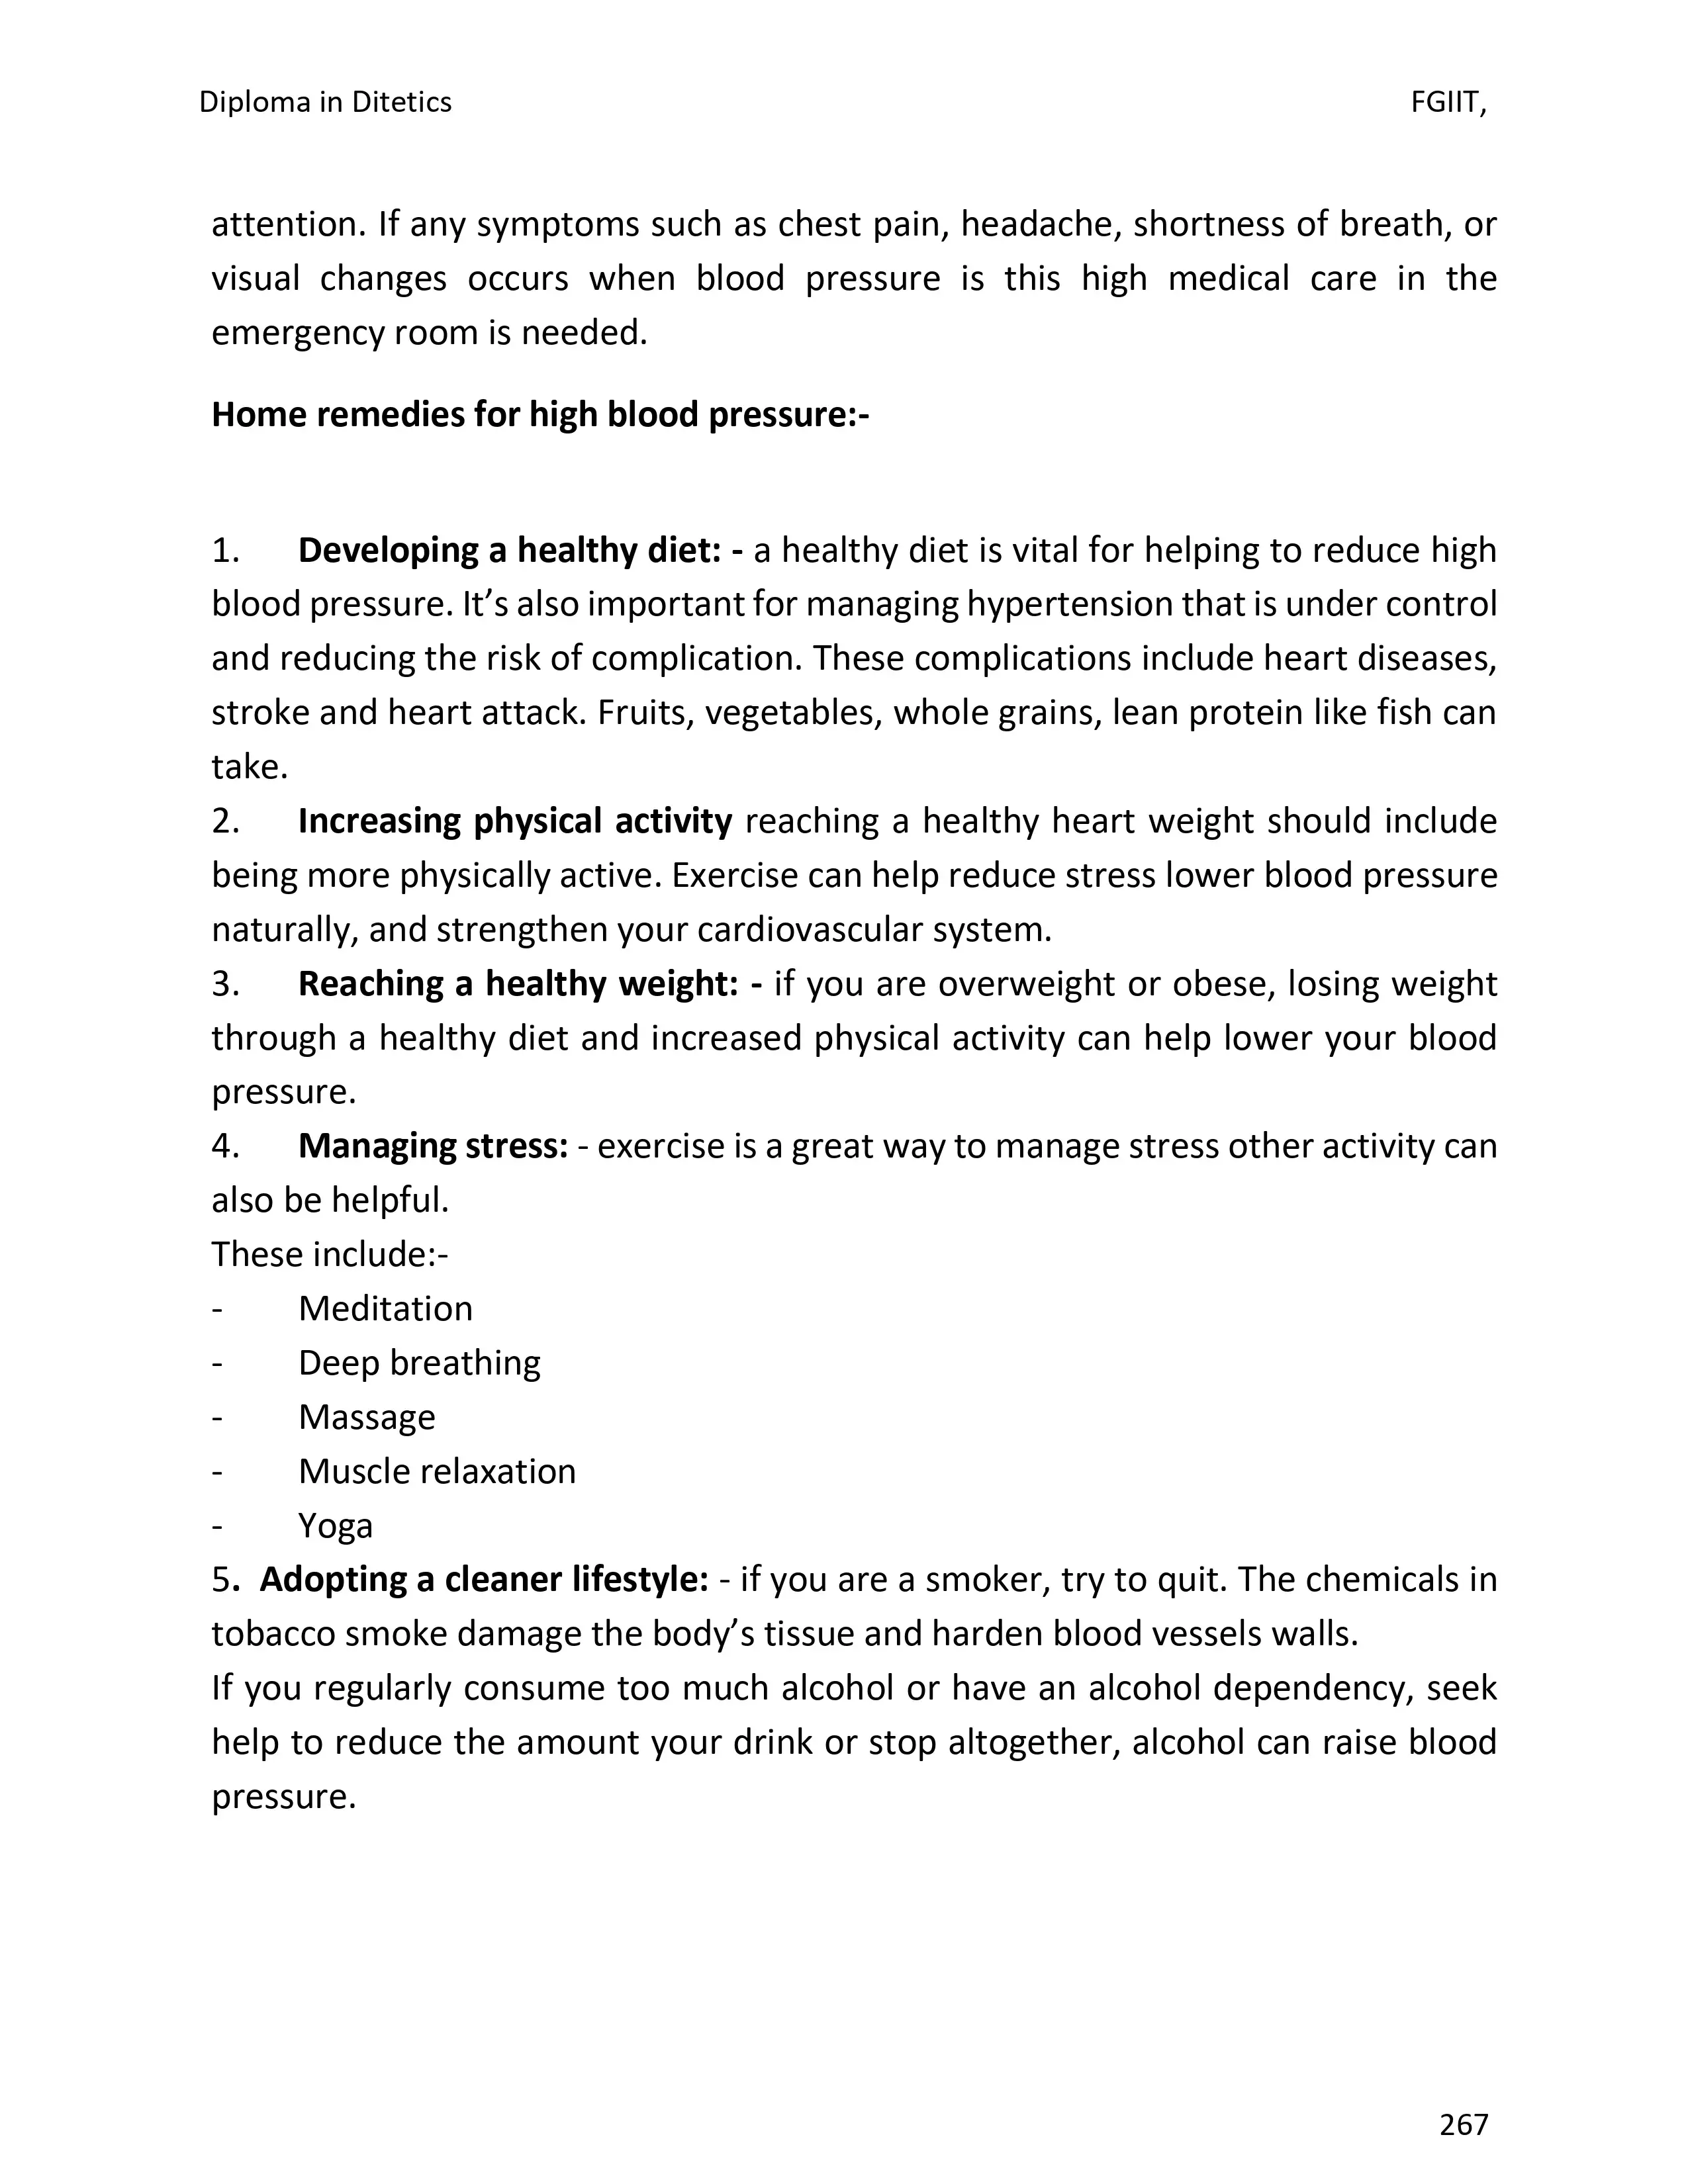 Diploma in Ditetics FGIIT,
attention. If any symptoms such as chest pain, headache, shortness of breath, or
visual changes occurs when blood pressure is this high medical care in the
emergency room is needed.
Home remedies for high blood pressure:-
1. Developing a healthy diet: - a healthy diet is vital for helping to reduce high
blood pressure. It’s also important for managing hypertension that is under control
and reducing the risk of complication. These complications include heart diseases,
stroke and heart attack. Fruits, vegetables, whole grains, lean protein like fish can
take.
2. Increasing physical activity reaching a healthy heart weight should include
being more physically active. Exercise can help reduce stress lower blood pressure
naturally, and strengthen your cardiovascular system.
3. Reaching a healthy weight: - if you are overweight or obese, losing weight
through a healthy diet and increased physical activity can help lower your blood
pressure.
4. Managing stress: - exercise is a great way to manage stress other activity can
also be helpful.
These include:-
- Meditation
- Deep breathing
- Massage
- Muscle relaxation
- Yoga
5. Adopting a cleaner lifestyle: - if you are a smoker, try to quit. The chemicals in
tobacco smoke damage the body’s tissue and harden blood vessels walls.
If you regularly consume too much alcohol or have an alcohol dependency, seek
help to reduce the amount your drink or stop altogether, alcohol can raise blood
pressure.
267